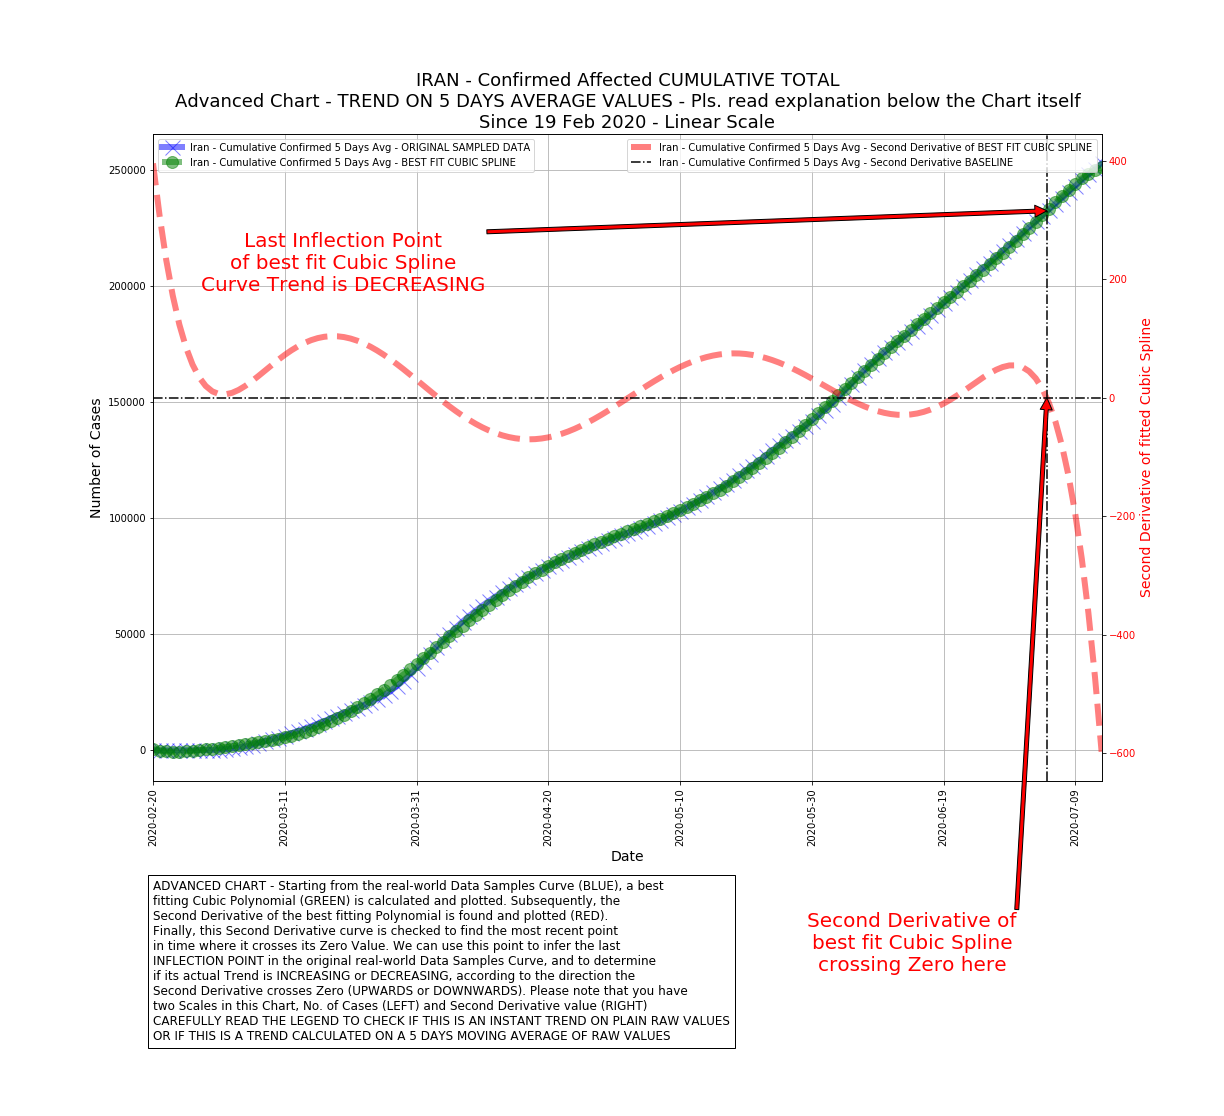 IRAN - Confirmed Affected CUMULATIVE TOTAL
Advanced Chart - TREND ON 5 DAYS AVERAGE VALUES - Pls. read explanation below the Chart itself
Since 19 Feb 2020 - Linear Scale
Iran - Cumulative Confirmed 5 Days Avg - ORIGINAL SAMPLED DATA
Iran - Cumulative Confirmed 5 Days Avg - BEST FIT CUBIC SPLINE
Iran - Cumulative Confirmed 5 Days Avg - Second Derivative of BEST FIT CUBIC SPLINE
Iran - Cumulative Confirmed 5 Days Avg - Second Derivative BASELINE
Last Inflection Point
of best fit Cubic Spline
Curve Trend is DECREASING
Number of Cases
250000
200000
150000
100000
50000
0
400
200
0
−200
−400
−600
Second Derivative of fitted Cubic Spline
2020-02-20
2020-03-11
2020-03-31
2020-04-20
2020-05-10
2020-05-30
2020-06-19
2020-07-09
Date
Second Derivative of
best fit Cubic Spline
crossing Zero here
ADVANCED CHART - Starting from the real-world Data Samples Curve (BLUE), a best
fitting Cubic Polynomial (GREEN) is calculated and plotted. Subsequently, the
Second Derivative of the best fitting Polynomial is found and plotted (RED).
Finally, this Second Derivative curve is checked to find the most recent point
in time where it crosses its Zero Value. We can use this point to infer the last
INFLECTION POINT in the original real-world Data Samples Curve, and to determine
if its actual Trend is INCREASING or DECREASING, according to the direction the
Second Derivative crosses Zero (UPWARDS or DOWNWARDS). Please note that you have
two Scales in this Chart, No. of Cases (LEFT) and Second Derivative value (RIGHT)
CAREFULLY READ THE LEGEND TO CHECK IF THIS IS AN INSTANT TREND ON PLAIN RAW VALUES
OR IF THIS IS A TREND CALCULATED ON A 5 DAYS MOVING AVERAGE OF RAW VALUES